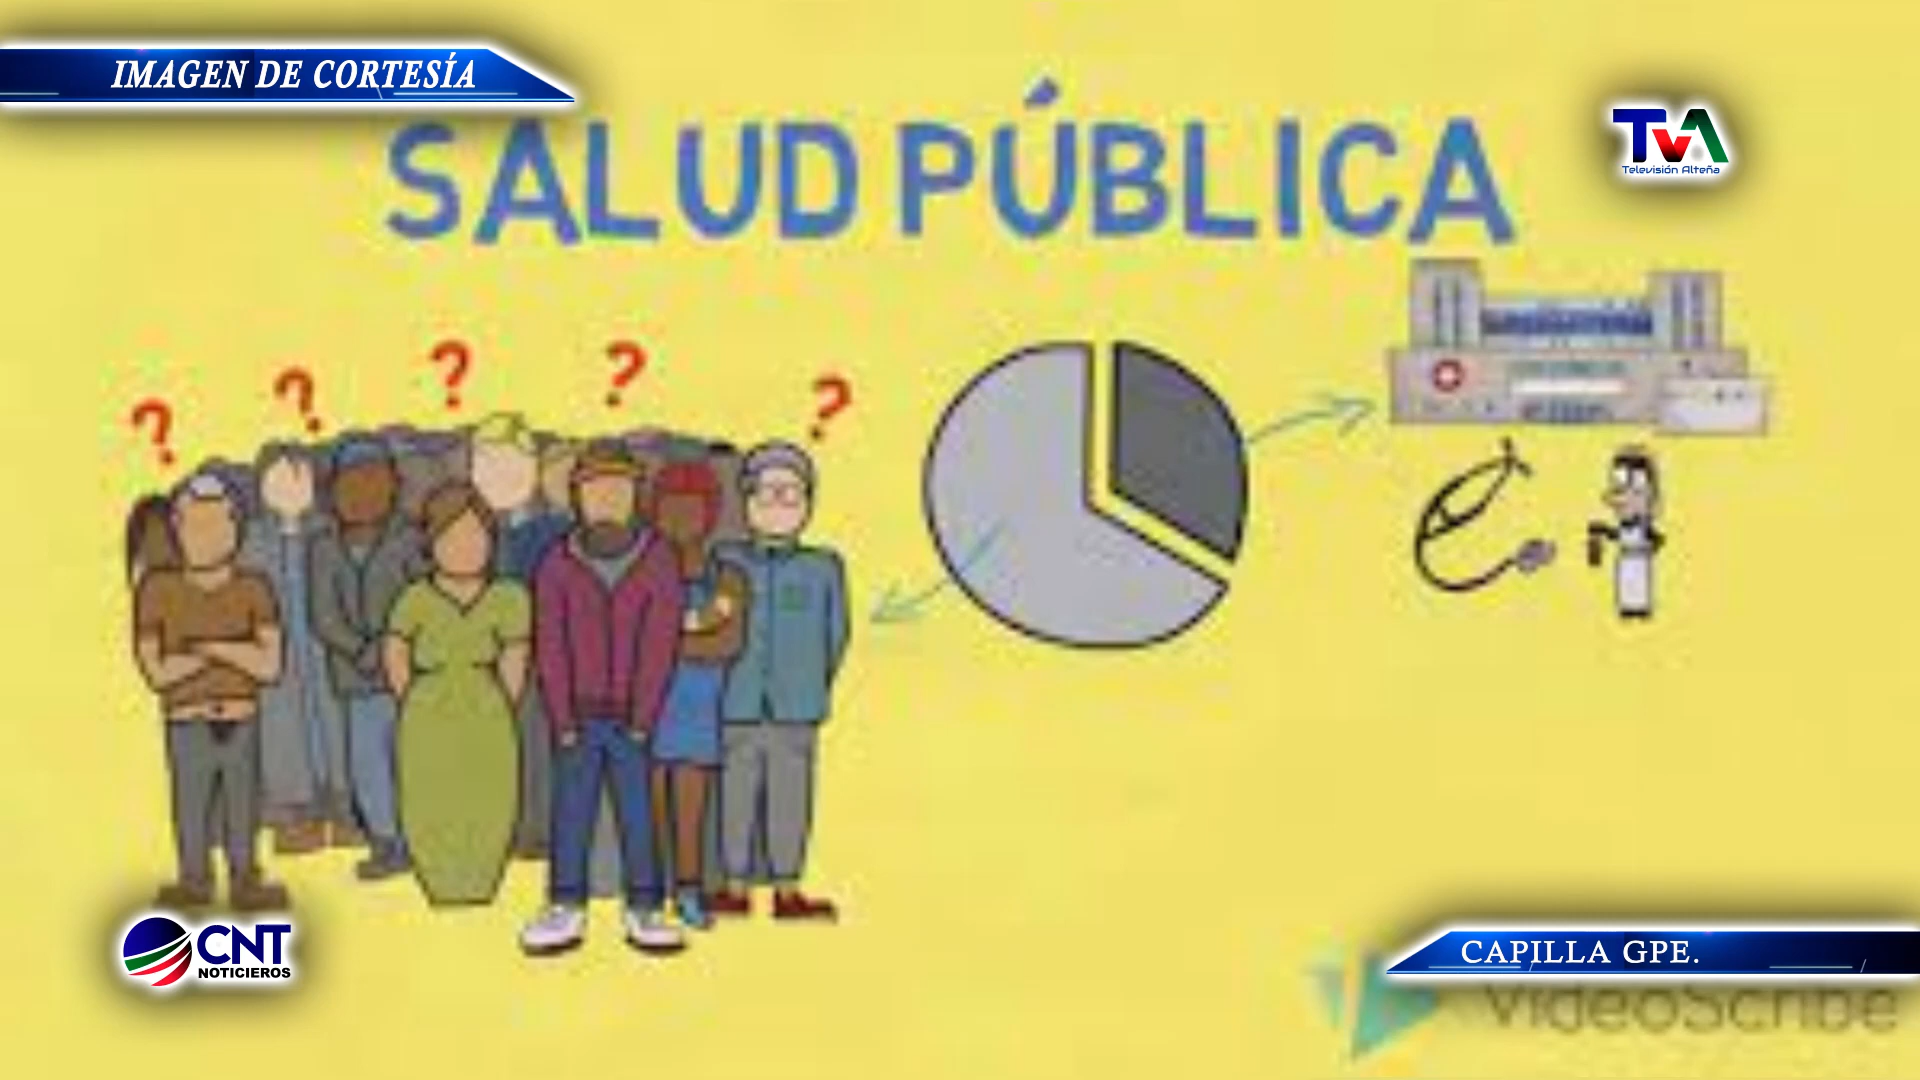 IMAGEN DE CORTESÍA
TvA
Televisión Alteña
SALUD PÚBLICA
? ? ? ? ?
CNT
NOTICIEROS
CAPILLA GPE.
VideoScribe